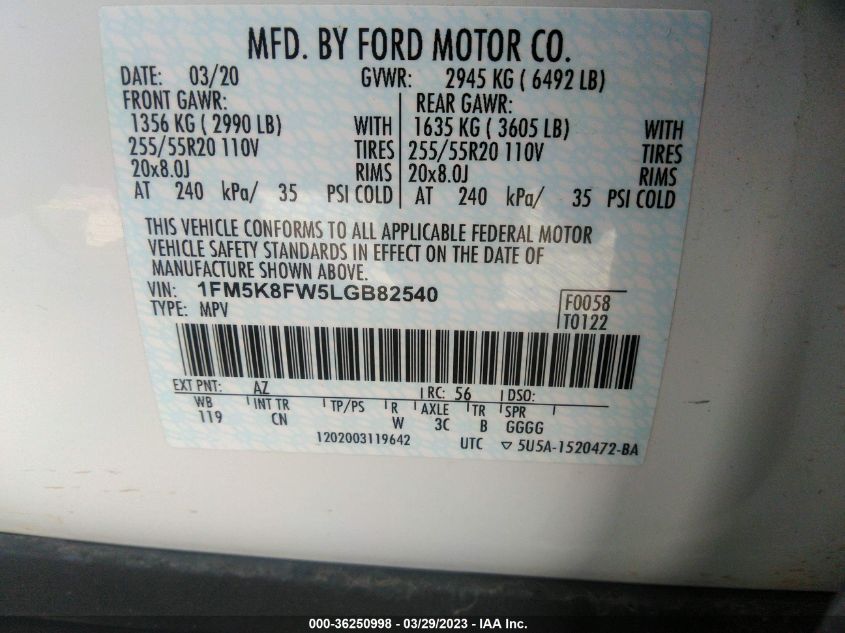 MFD. BY FORD MOTOR CO.
DATE: 03/20 GVWR: 2945 KG ( 6492 LB)
FRONT GAWR: REAR GAWR:
1356 KG ( 2990 LB) WITH 1635 KG ( 3605 LB) WITH
255/55R20 110V TIRES 255/55R20 110V TIRES
20x8.0J RIMS 20x8.0J RIMS
AT 240 kPa/ 35 PSI COLD AT 240 kPa/ 35 PSI COLD
THIS VEHICLE CONFORMS TO ALL APPLICABLE FEDERAL MOTOR
VEHICLE SAFETY STANDARDS IN EFFECT ON THE DATE OF
MANUFACTURE SHOWN ABOVE.
VIN: 1FM5K8FW5LGB82540 F0058
TYPE: MPV T0122
EXT PNT: AZ RC: 56 DSO:
WB INT TR TP/PS R AXLE TR SPR
119 CN W 3C B GGGG
1202003119642 UTC ▽ 5U5A-1520472-BA
000-36250998 - 03/29/2023 - IAA Inc.